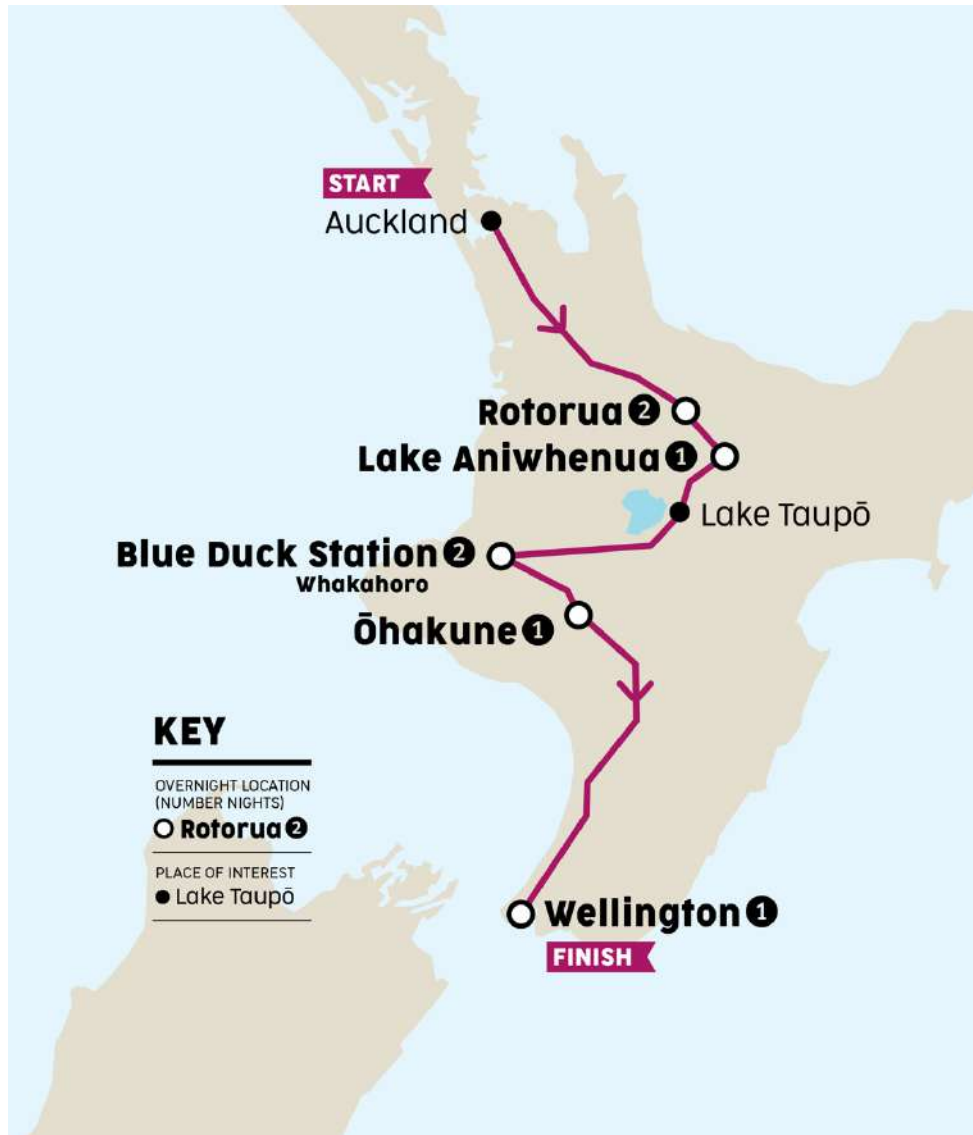 START
Auckland
Rotorua 2
Lake Aniwhenua 1
Lake Taupō
Blue Duck Station 2
Whakahoro
Ōhakune 1
KEY
OVERNIGHT LOCATION
(NUMBER NIGHTS)
Rotorua 2
PLACE OF INTEREST
Lake Taupō
Wellington 1
FINISH